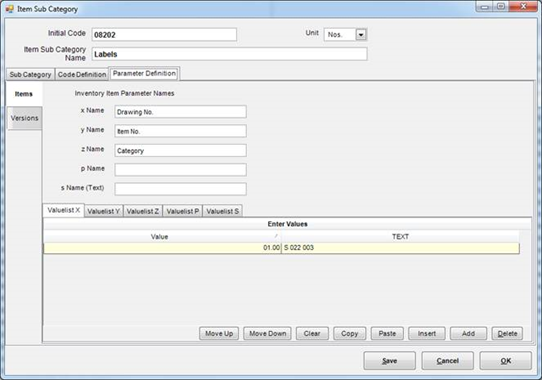 Item Sub Category
Initial Code 08202 Unit Nos.
Item Sub Category Name Labels
Sub Category Code Definition Parameter Definition
Items
Versions
Inventory Item Parameter Names
x Name Drawing No.
y Name Item No.
z Name Category
p Name
s Name (Text)
Valuelist X Valuelist Y Valuelist Z Valuelist P Valuelist S
Enter Values
Value / TEXT
01.00 S 022 003
Move Up Move Down Clear Copy Paste Insert Add Delete
Save Cancel OK